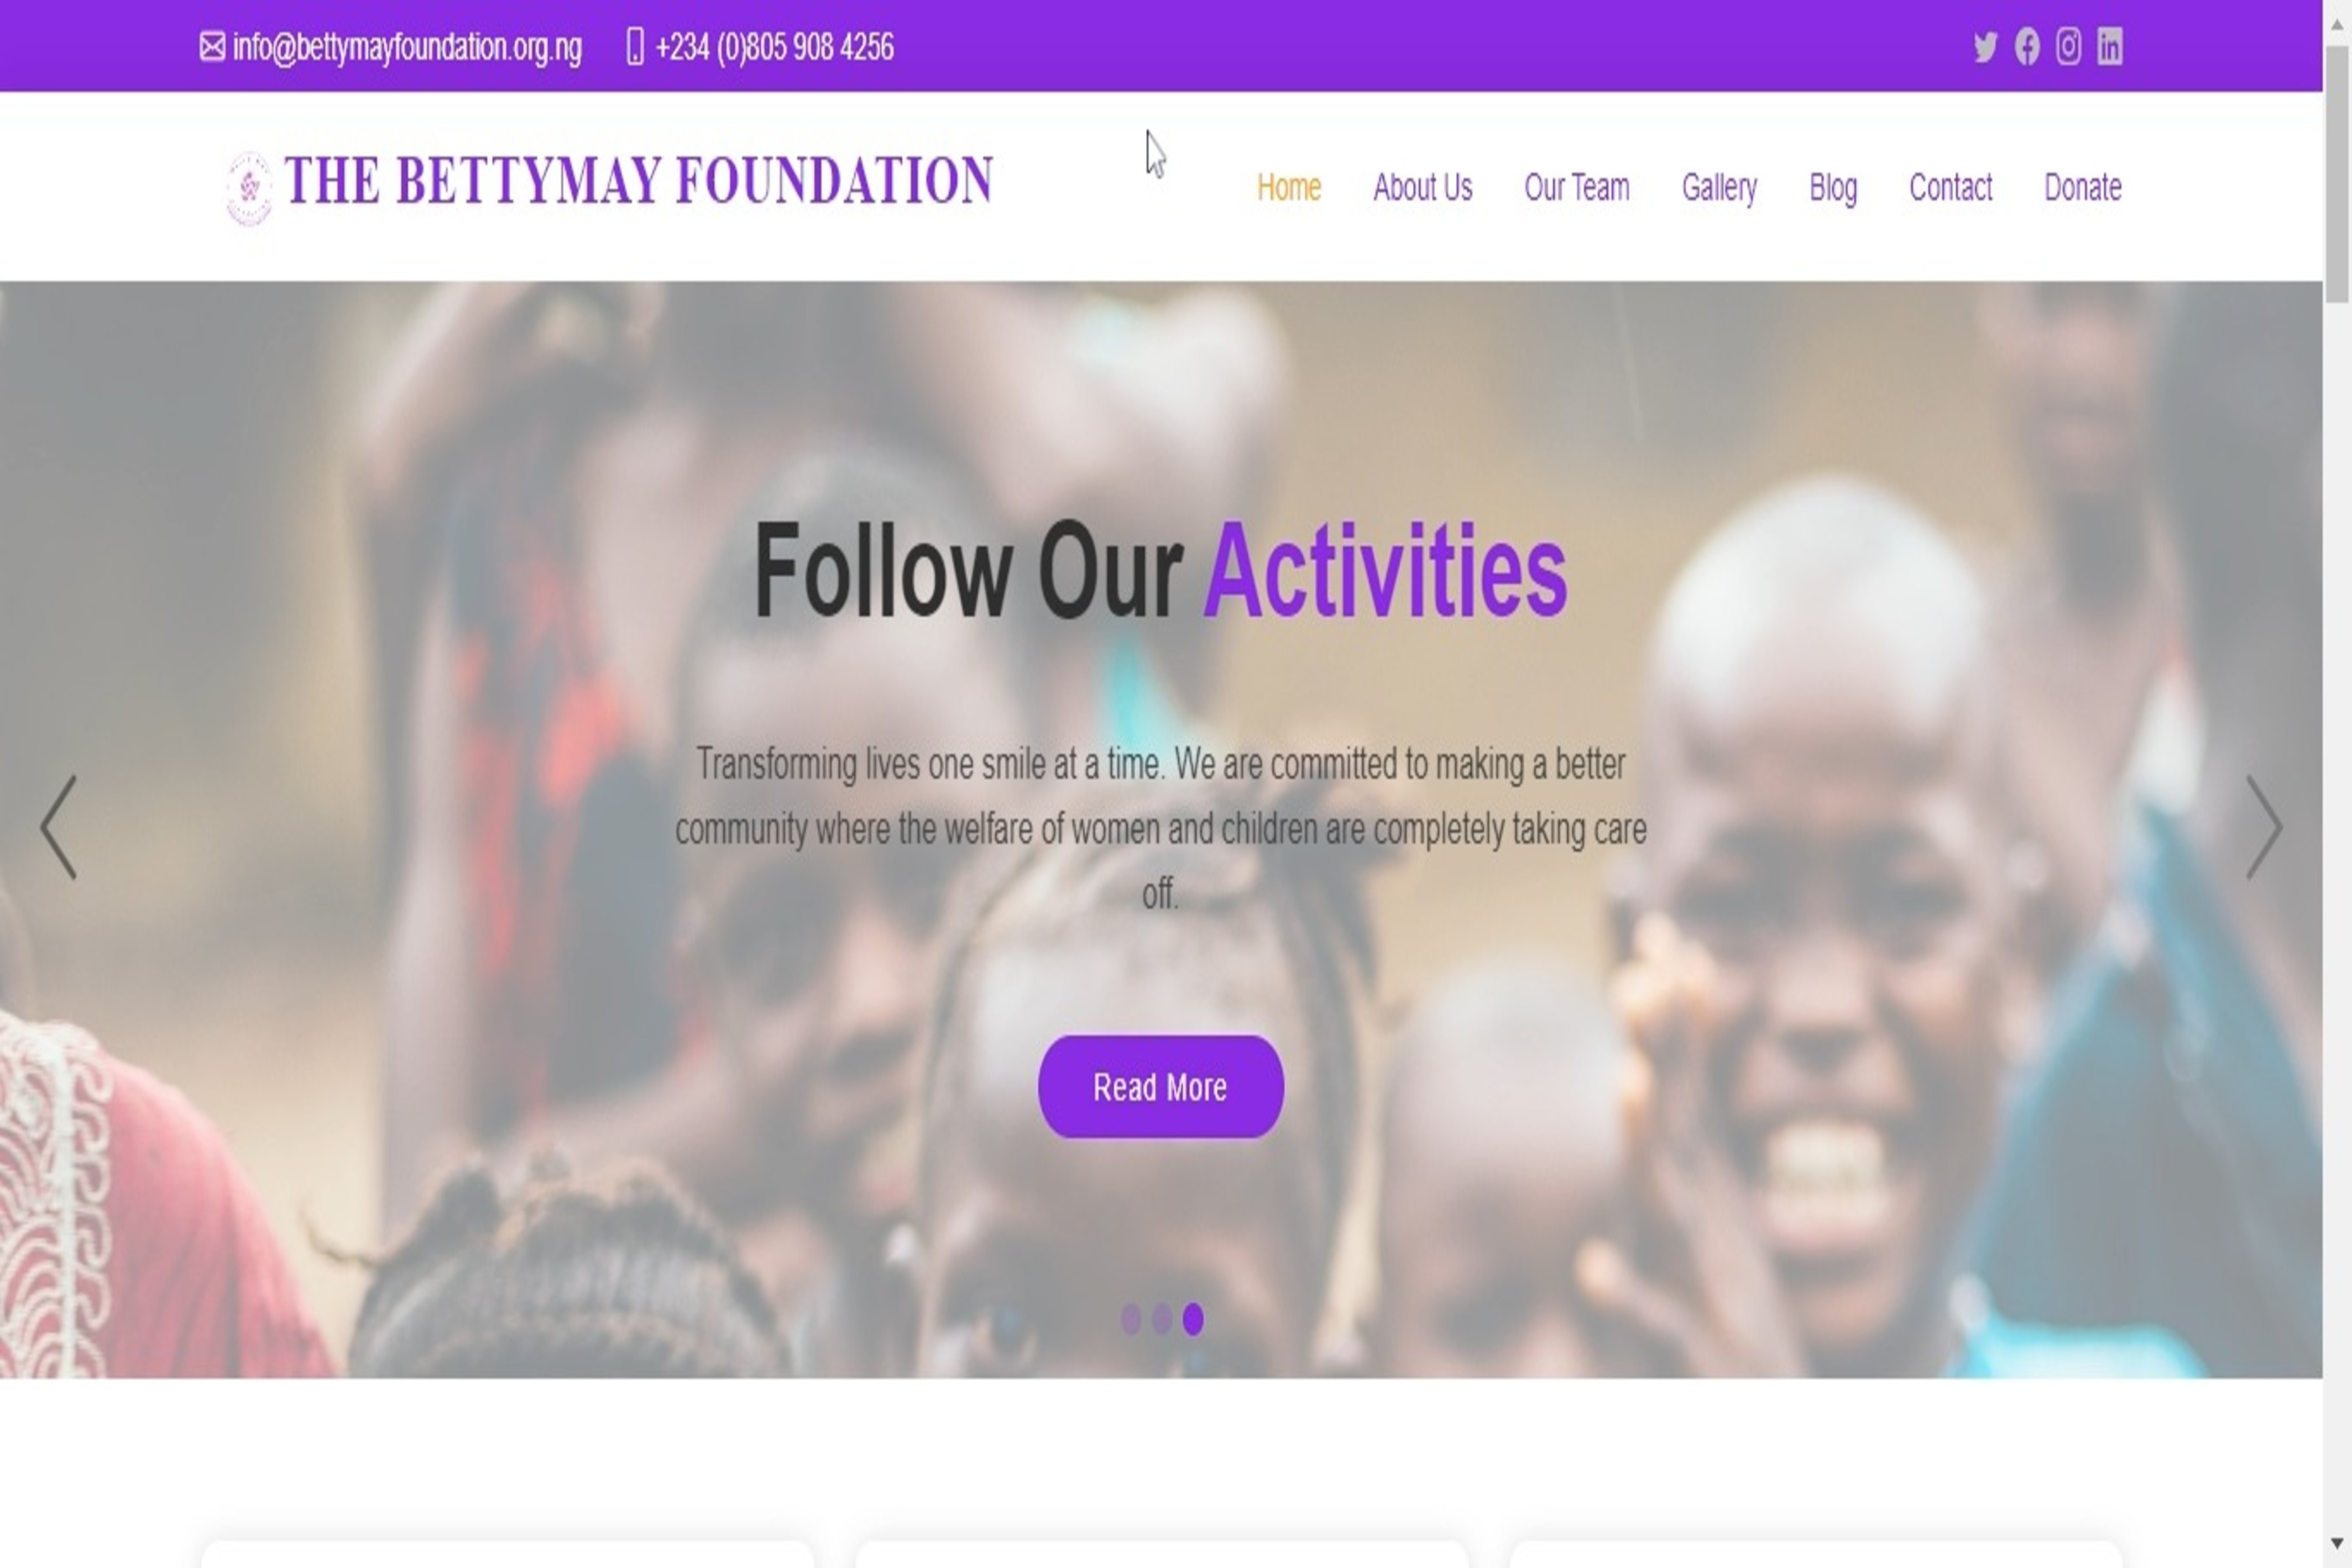 info@bettymayfoundation.org.ng +234 (0)805 908 4256
THE BETTYMAY FOUNDATION
Home About Us Our Team Gallery Blog Contact Donate
Follow Our Activities
Transforming lives one smile at a time. We are committed to making a better
community where the welfare of women and children are completely taking care
off.
Read More